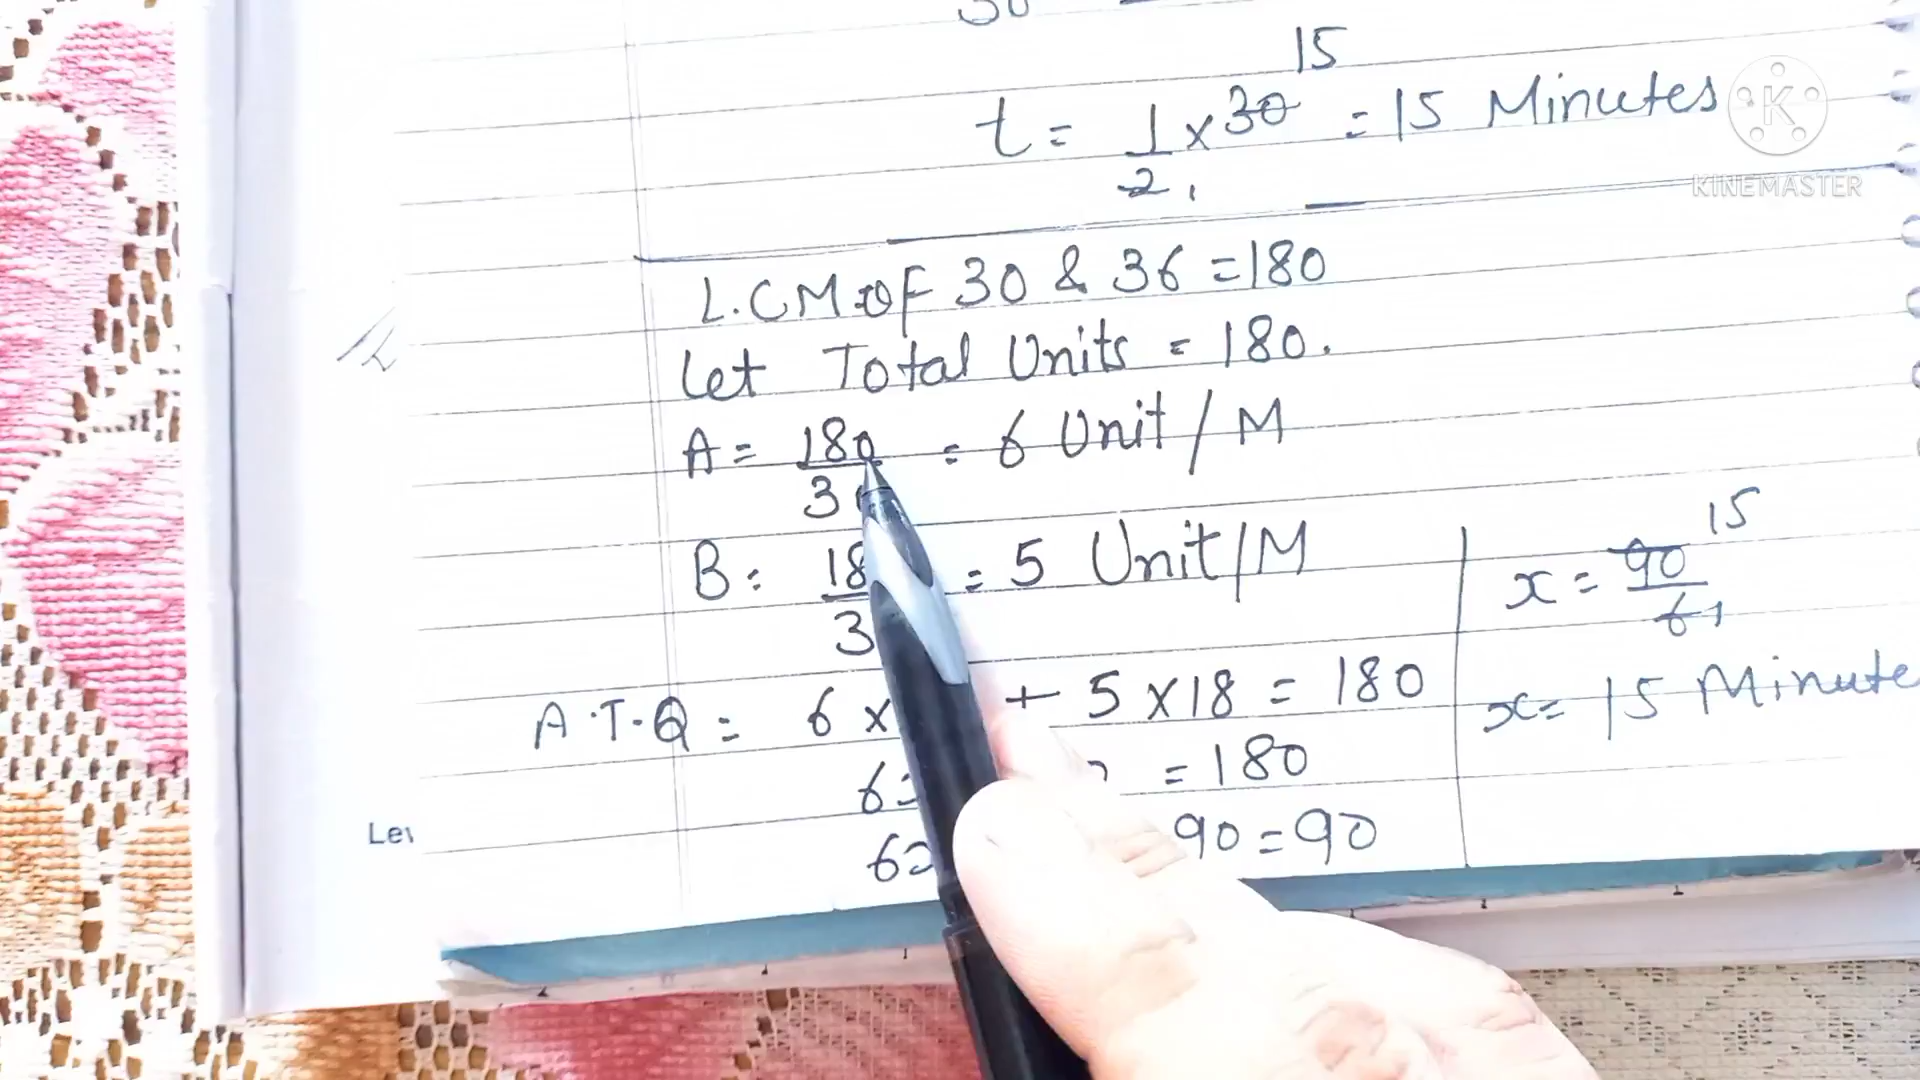 15
t = 1/2 × 30 = 15 Minutes
KINEMASTER
L.C.M OF 30 & 36 = 180
Let Total Units = 180.
A = 180/3 = 6 Unit / M
B = 18/3 = 5 Unit/M
A.T.Q = 6 × + 5 × 18 = 180
= 180
90 = 90
15
x = 90/6 1
x = 15 Minute